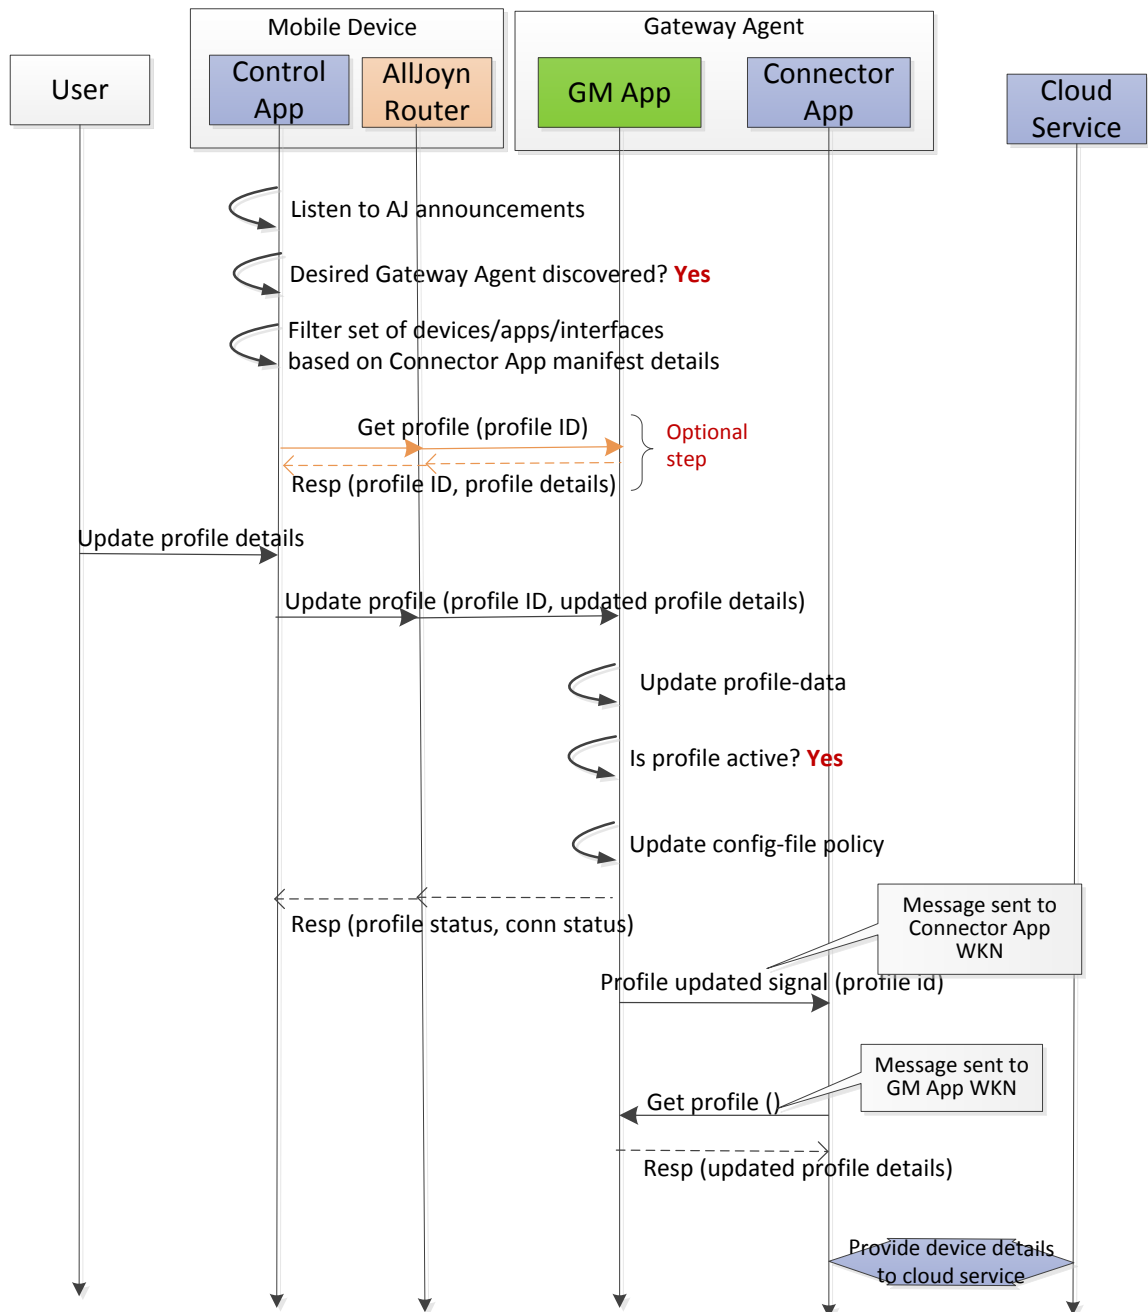 Mobile Device
Gateway Agent
User
Control
App
AllJoyn
Router
GM App
Connector
App
Cloud
Service
Listen to AJ announcements
Desired Gateway Agent discovered? Yes
Filter set of devices/apps/interfaces
based on Connector App manifest details
Get profile (profile ID)
Optional
step
Resp (profile ID, profile details)
Update profile details
Update profile (profile ID, updated profile details)
Update profile-data
Is profile active? Yes
Update config-file policy
Resp (profile status, conn status)
Message sent to
Connector App
WKN
Profile updated signal (profile id)
Message sent to
GM App WKN
Get profile ()
Resp (updated profile details)
Provide device details
to cloud service